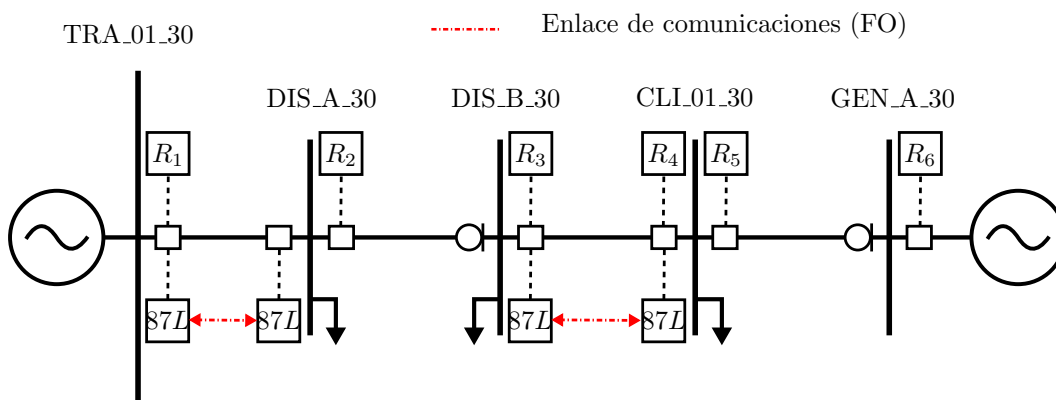 Enlace de comunicaciones (FO)
TRA_01_30
DIS_A_30
DIS_B_30
CLI_01_30
GEN_A_30
R₁
R₂
R₃
R₄
R₅
R₆
87L
87L
87L
87L